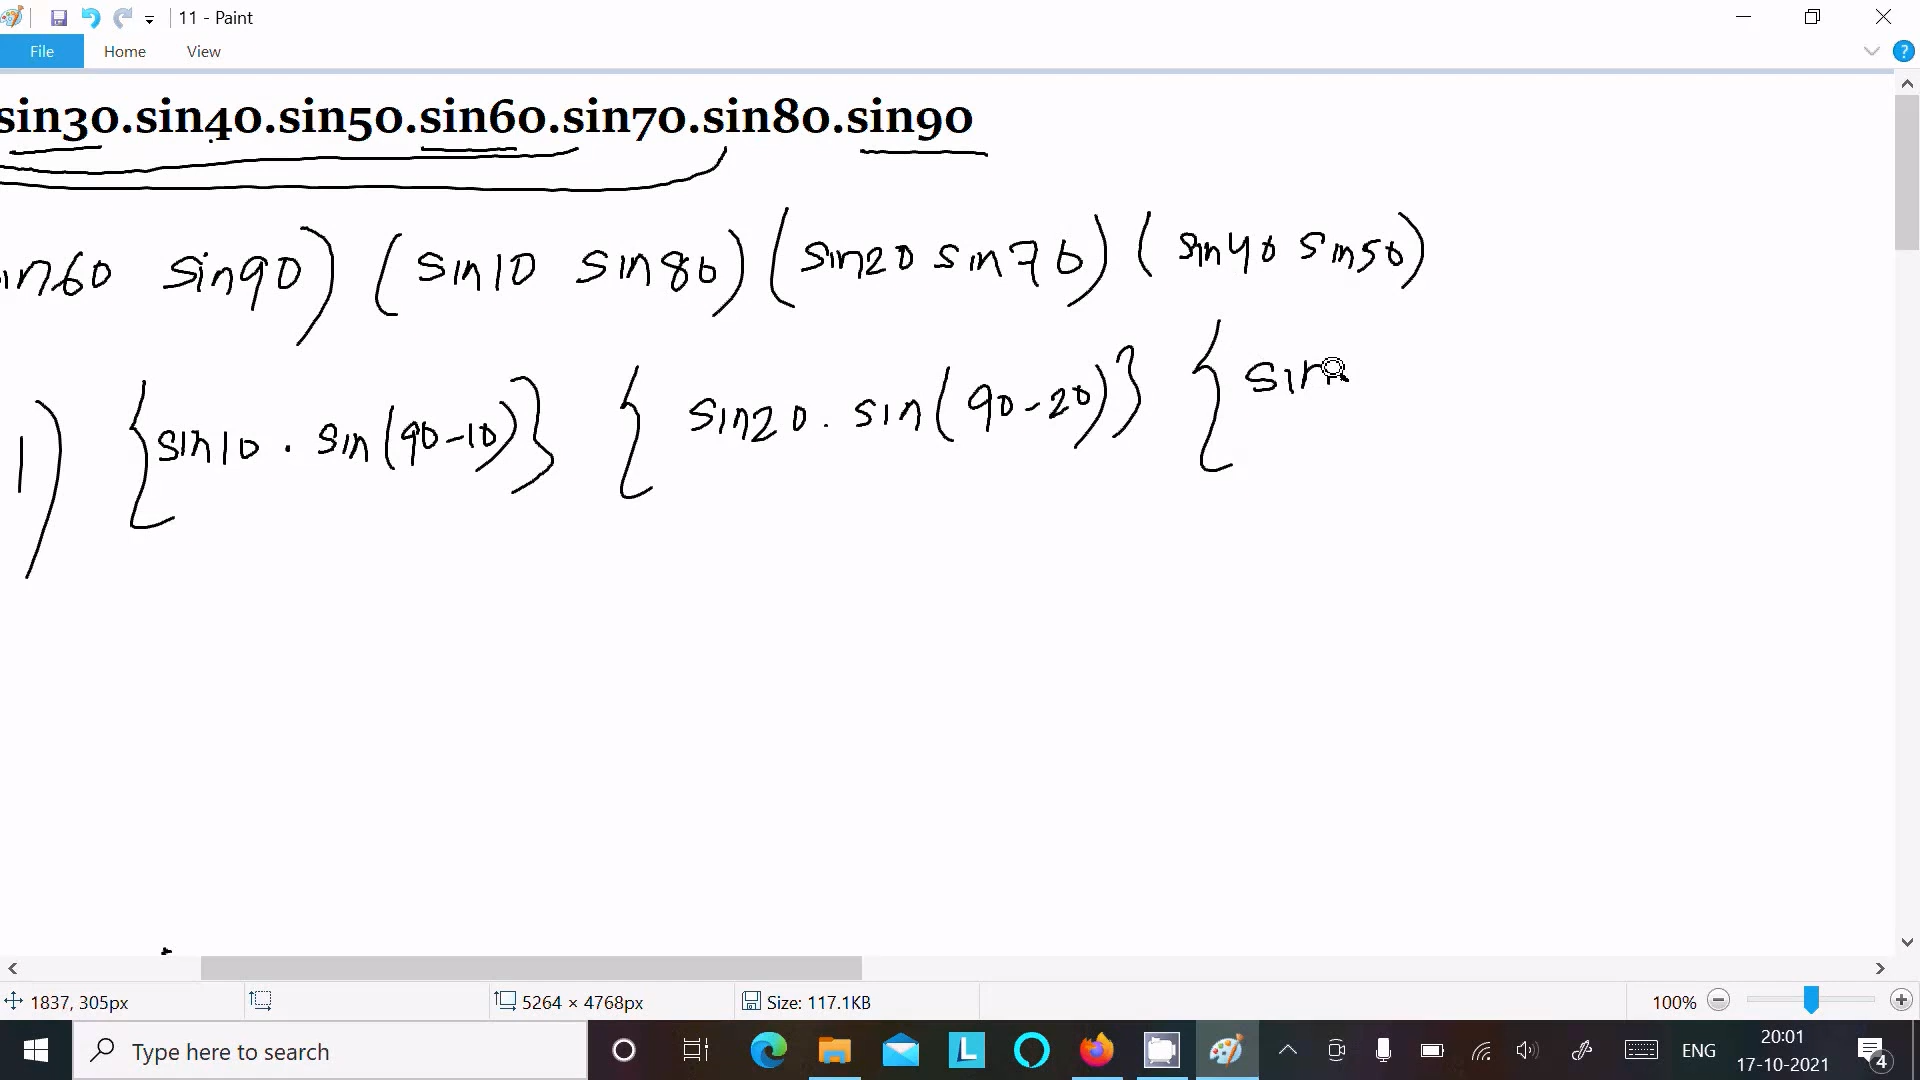 11 - Paint
File Home View
sin30.sin40.sin50.sin60.sin70.sin80.sin90
in60 sin90) (sin10 sin80) (sin20 sin70) (sin40 sin50)
1) {sin10 . sin(90-10)} {sin20 . sin(90-20)} {sin
1837, 305px 5264 × 4768px Size: 117.1KB 100%
Type here to search L ENG 20:01
17-10-2021 4